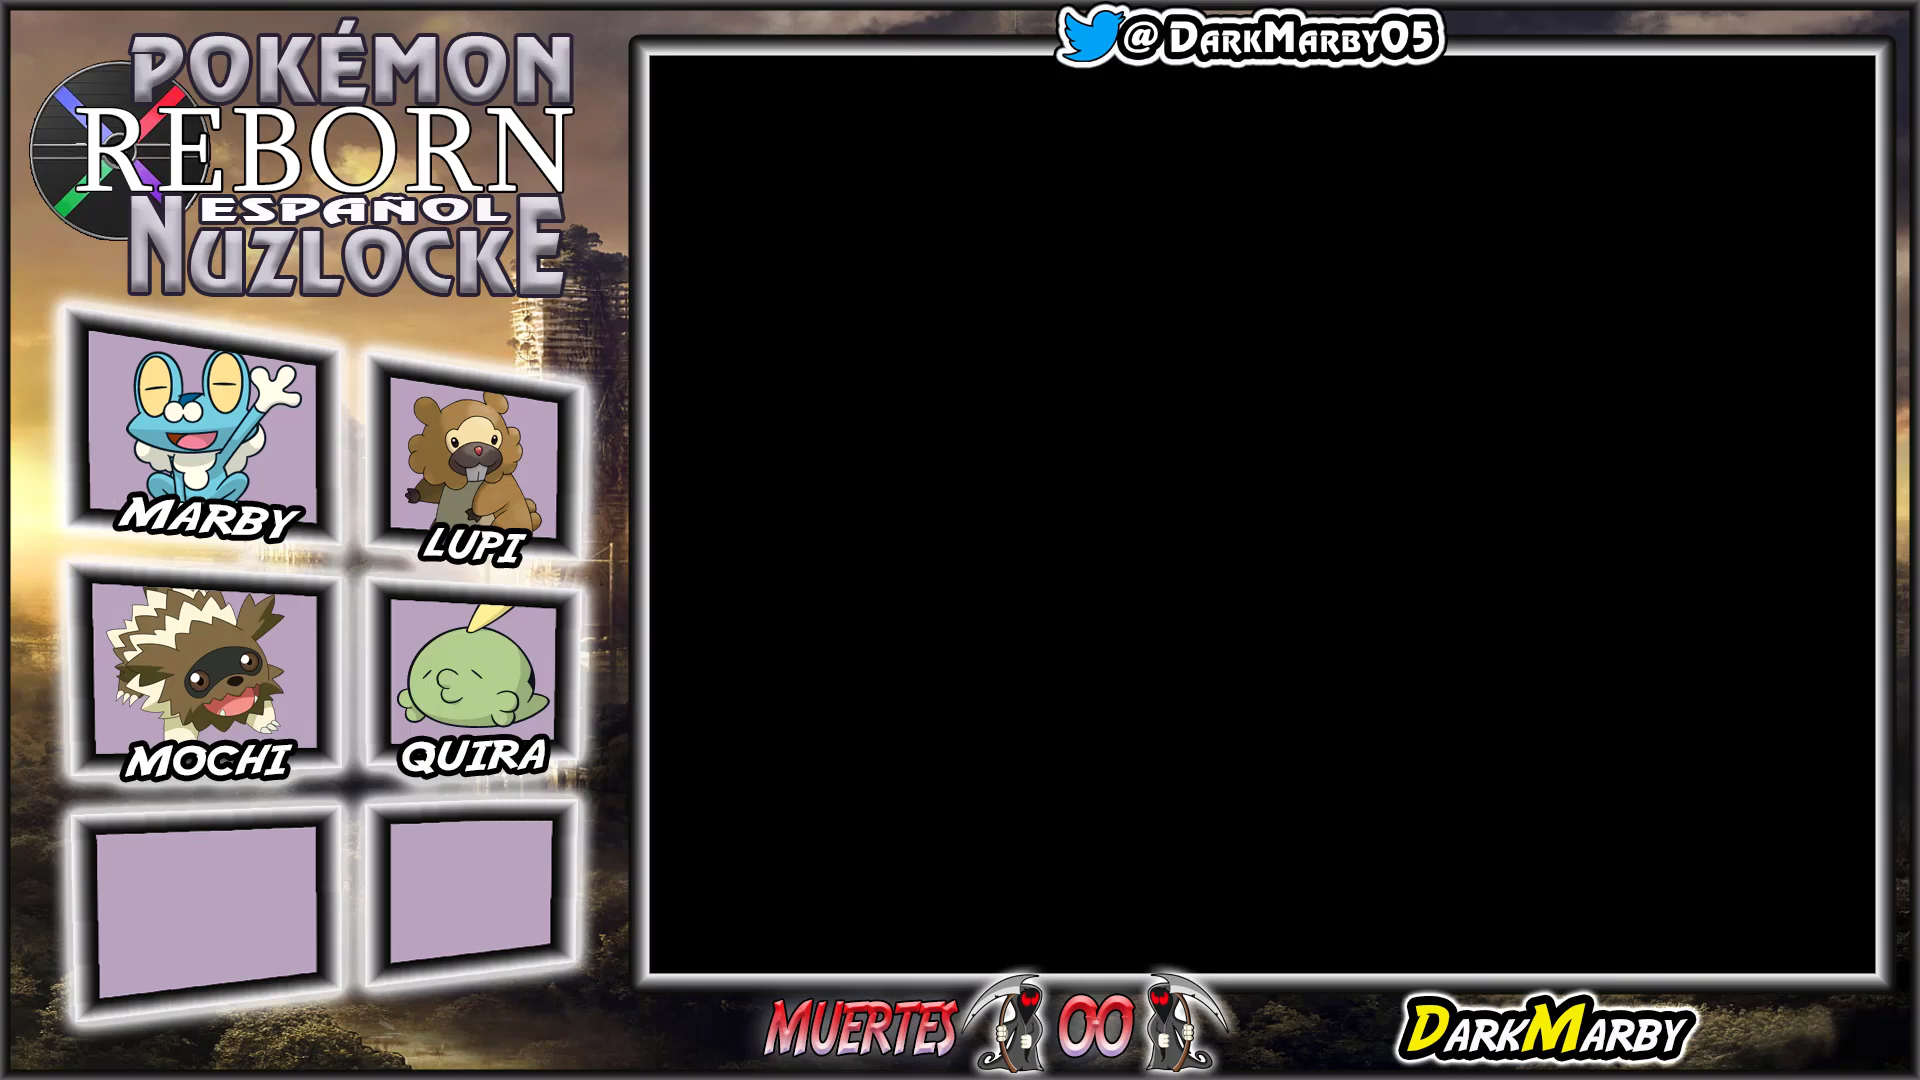 POKÉMON
REBORN
ESPAÑOL
NUZLOCKE
@DARKMARBY05
MARBY
LUPI
MOCHI
QUIRA
MUERTES 00
DARKMARBY